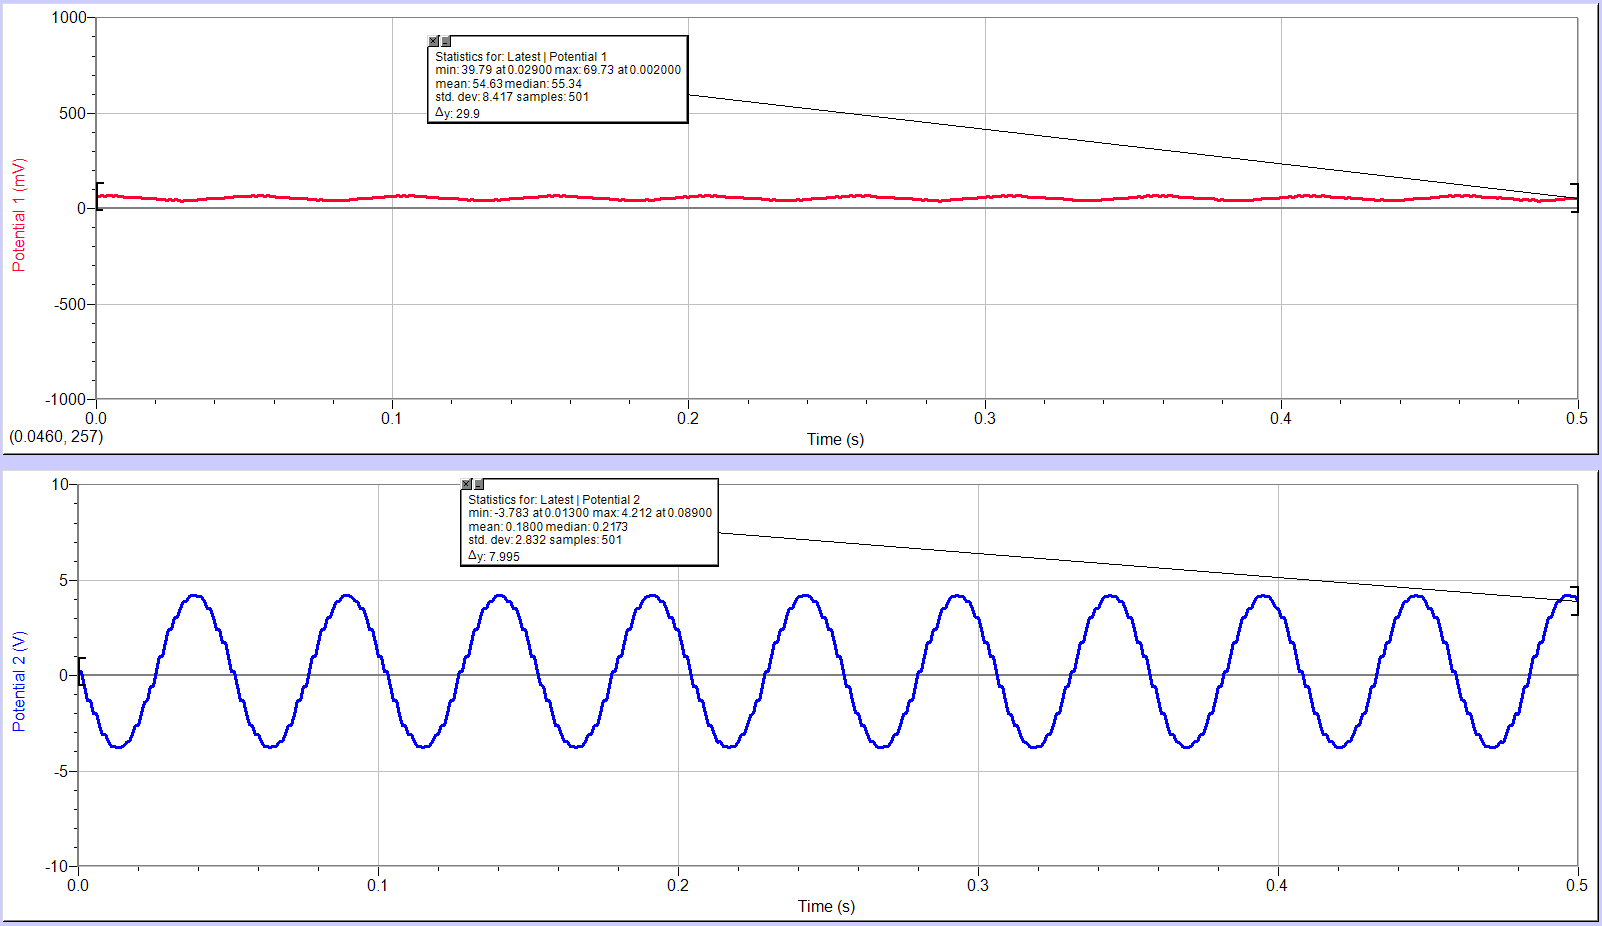 1000
Statistics for: Latest | Potential 1
min: 39.79 at 0.02900 max: 69.73 at 0.002000
mean: 54.63 median: 55.34
std. dev: 8.417 samples: 501
Δy: 29.9
500
Potential 1 (mV)
0
-500
-1000
0.0 0.1 0.2 0.3 0.4 0.5
(0.0460, 257)
Time (s)
10
Statistics for: Latest | Potential 2
min: -3.783 at 0.01300 max: 4.212 at 0.08900
mean: 0.1800 median: 0.2173
std. dev: 2.832 samples: 501
Δy: 7.995
5
Potential 2 (V)
0
-5
-10
0.0 0.1 0.2 0.3 0.4 0.5
Time (s)